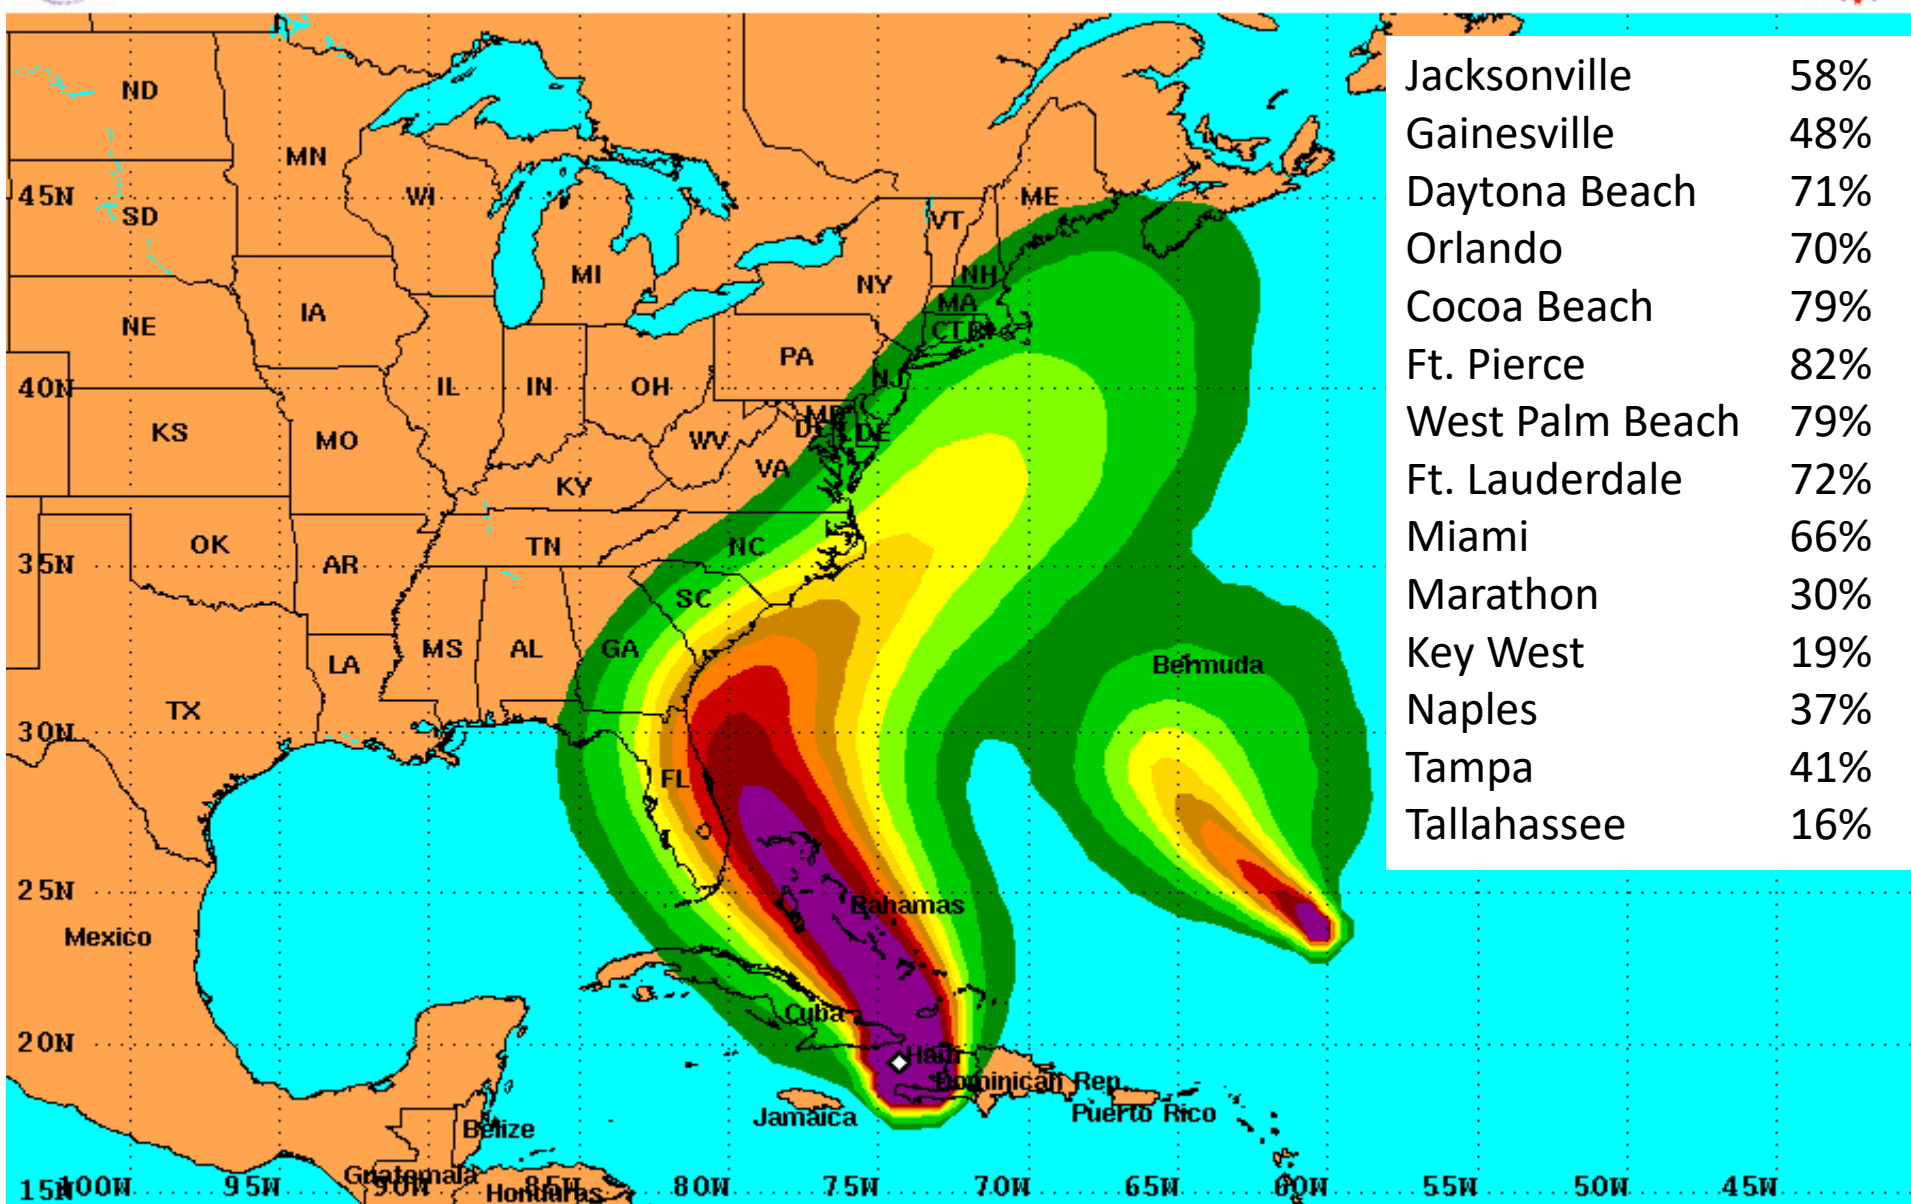 Jacksonville 58%
Gainesville 48%
Daytona Beach 71%
Orlando 70%
Cocoa Beach 79%
Ft. Pierce 82%
West Palm Beach 79%
Ft. Lauderdale 72%
Miami 66%
Marathon 30%
Key West 19%
Naples 37%
Tampa 41%
Tallahassee 16%
ND
MN
45N SD WI VT ME
MI NH
NE IA NY MA
CT RI
PA
40N IL IN OH NJ
MD
KS MO WV DC DE
VA
KY
OK TN NC
35N AR
SC
LA MS AL GA Bermuda
TX
30N
FL
25N Bahamas
Mexico
Cuba
20N Haiti
Dominican Rep.
Jamaica Puerto Rico
Belize
Guatemala
Honduras
15N 100W 95W 90W 85W 80W 75W 70W 65W 60W 55W 50W 45W